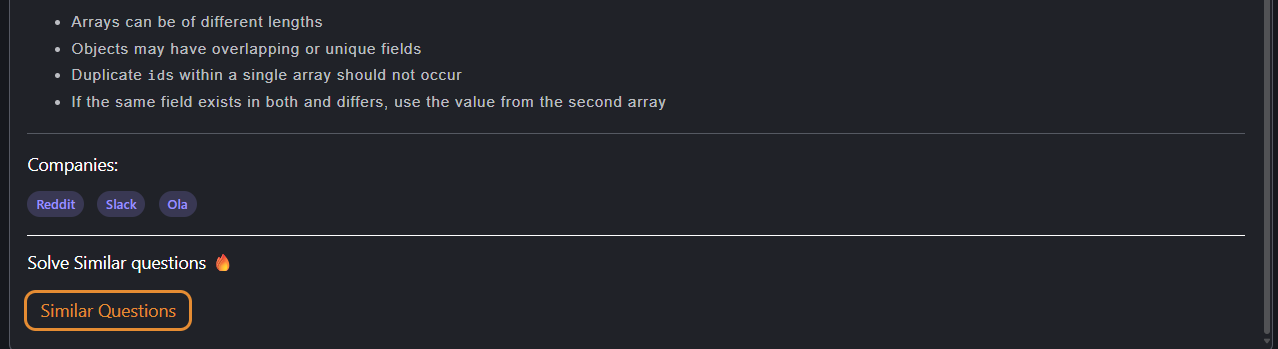 Arrays can be of different lengths
Objects may have overlapping or unique fields
Duplicate ids within a single array should not occur
If the same field exists in both and differs, use the value from the second array
Companies:
Reddit Slack Ola
Solve Similar questions 🔥
Similar Questions